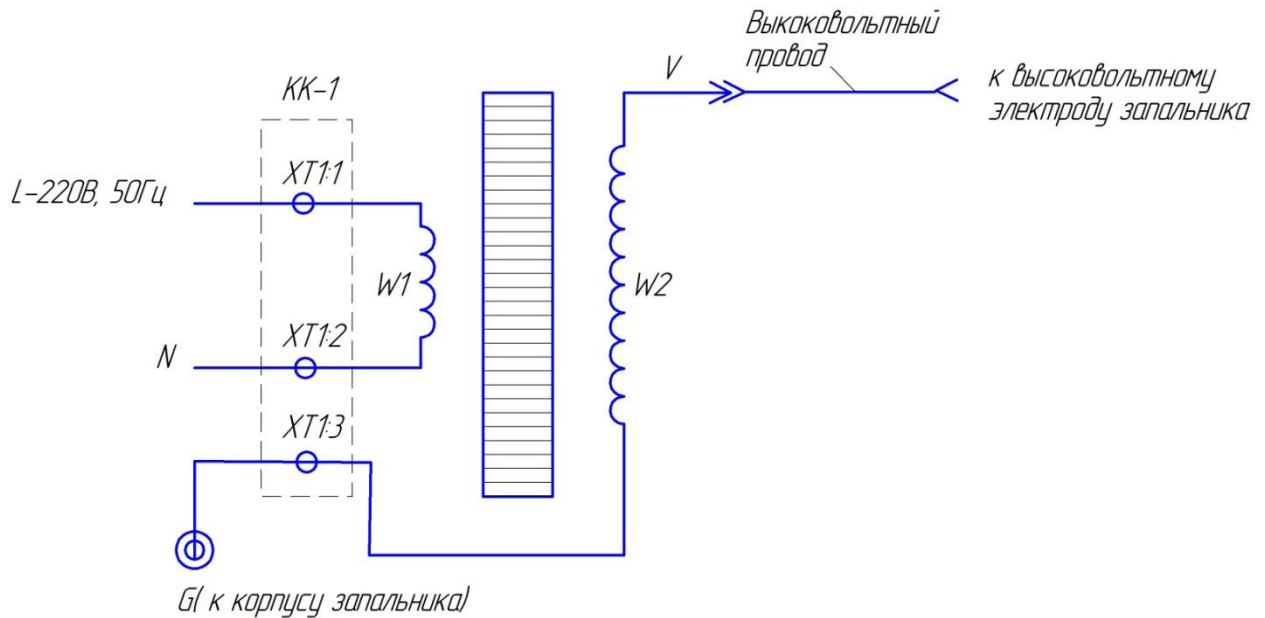 Выкоковольтный
провод
V
к высоковольтному
электроду запальника
КК-1
XT1:1
L-220В, 50Гц
W1
W2
XT1:2
N
XT1:3
G( к корпусу запальника)